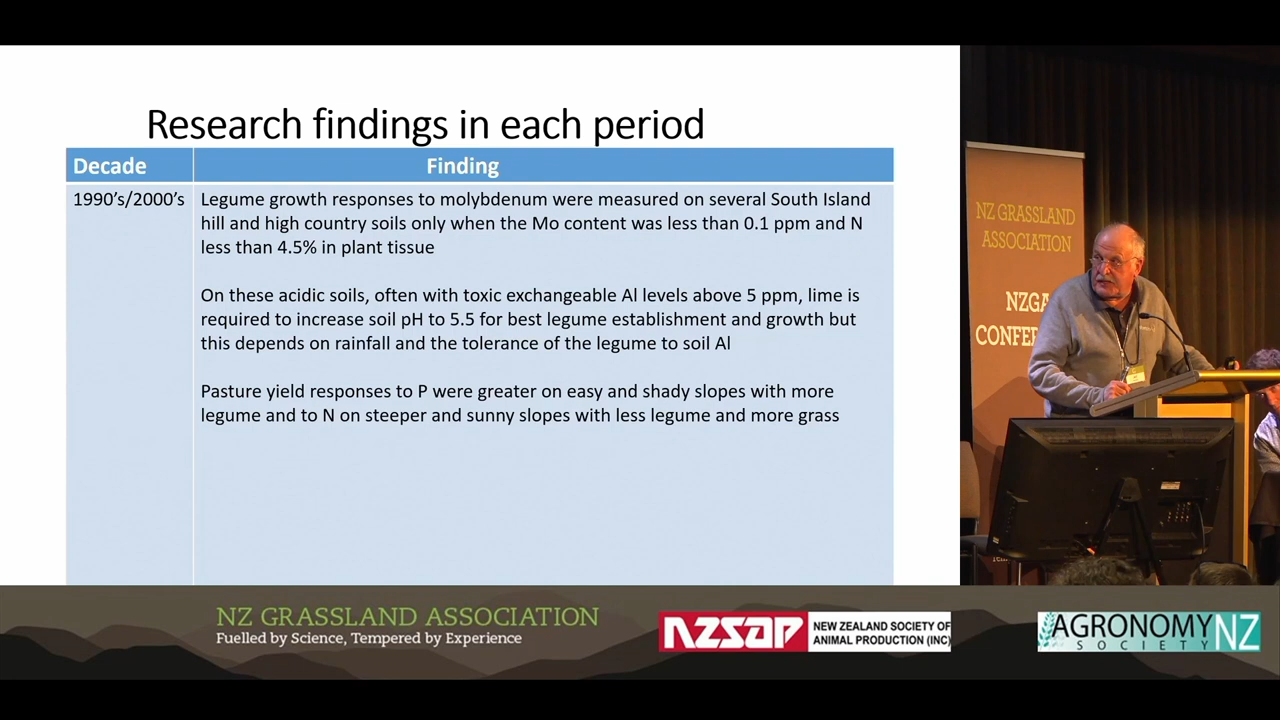 Research findings in each period
Decade
Finding
1990's/2000's
Legume growth responses to molybdenum were measured on several South Island
hill and high country soils only when the Mo content was less than 0.1 ppm and N
less than 4.5% in plant tissue
On these acidic soils, often with toxic exchangeable Al levels above 5 ppm, lime is
required to increase soil pH to 5.5 for best legume establishment and growth but
this depends on rainfall and the tolerance of the legume to soil Al
Pasture yield responses to P were greater on easy and shady slopes with more
legume and to N on steeper and sunny slopes with less legume and more grass
NZ GRASSLAND
ASSOCIATION
NZGA
CONFE
NZ GRASSLAND ASSOCIATION
Fuelled by Science, Tempered by Experience
NZSAP
NEW ZEALAND SOCIETY OF
ANIMAL PRODUCTION (INC)
AGRONOMY NZ
SOCIETY